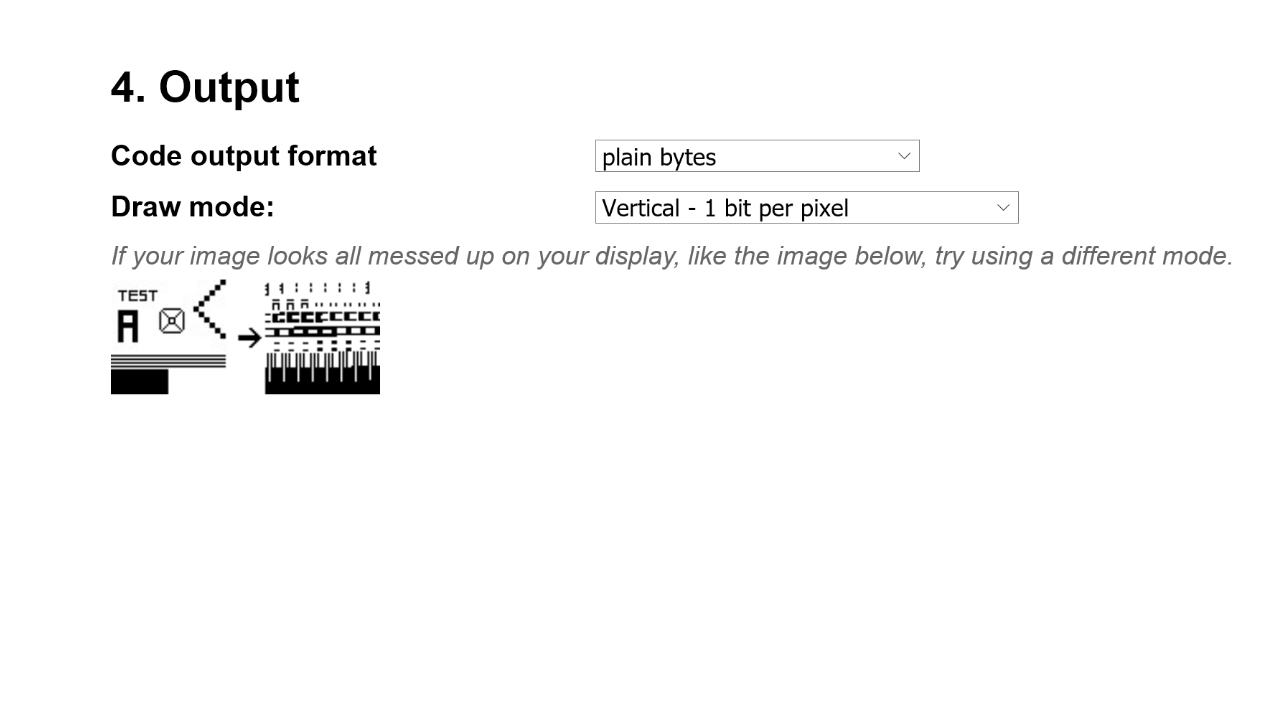 4. Output
Code output format plain bytes
Draw mode: Vertical - 1 bit per pixel
If your image looks all messed up on your display, like the image below, try using a different mode.
TEST
A